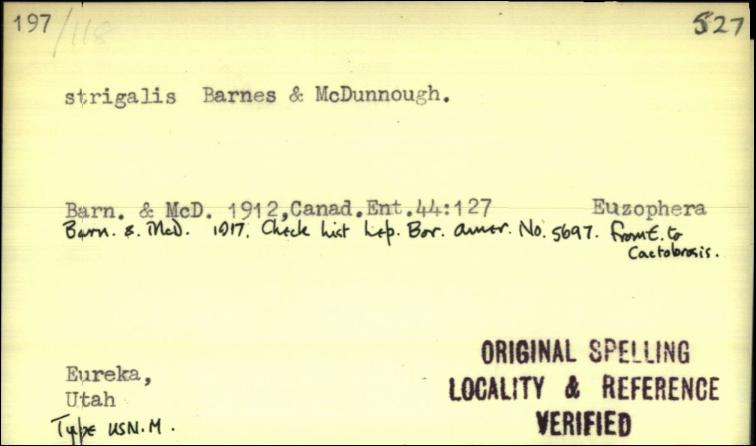 197 /118 527
strigalis Barnes & McDunnough.
Barn. & McD. 1912,Canad.Ent.44:127 Euzophera
Barn. & McD. 1917. Check List Lep. Bor. Amer. No. 5697. from E. to
Cactobrosis.
Eureka,
Utah
Type USN.M.
ORIGINAL SPELLING
LOCALITY & REFERENCE
VERIFIED